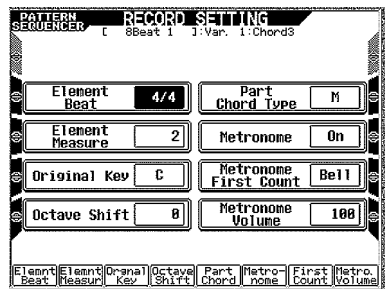 PATTERN SEQUENCER RECORD SETTING
[ 8Beat 1 ]:Var. 1:Chord3
Element Beat 4/4
Part Chord Type M
Element Measure 2
Metronome On
Original Key C
Metronome First Count Bell
Octave Shift 0
Metronome Volume 100
Elemnt Beat
Elemnt Measur
Orgnal Key
Octave Shift
Part Chord
Metro-nome
First Count
Metro. Volume